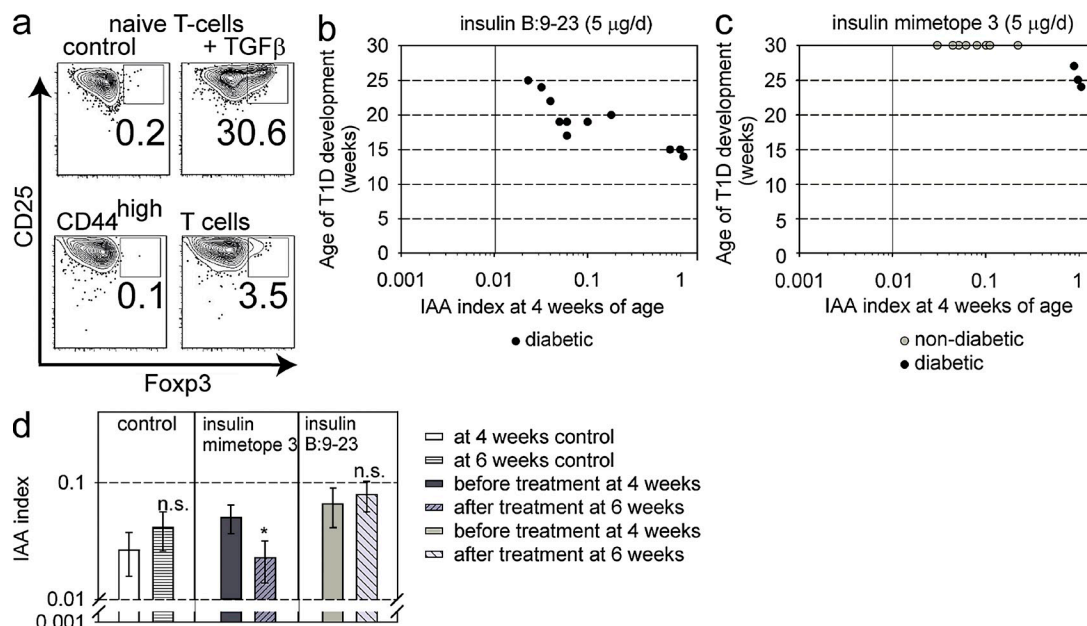 a
naive T-cells
control
+ TGFβ
0.2
30.6
CD44high
T cells
0.1
3.5
CD25
Foxp3
b
insulin B:9-23 (5 µg/d)
Age of T1D development
(weeks)
30
25
20
15
10
5
0
0.001
0.01
0.1
1
IAA index at 4 weeks of age
diabetic
c
insulin mimetope 3 (5 µg/d)
Age of T1D development
(weeks)
30
25
20
15
10
5
0
0.001
0.01
0.1
1
IAA index at 4 weeks of age
non-diabetic
diabetic
d
IAA index
0.1
0.01
0.001
control
insulin
mimetope 3
insulin
B:9-23
n.s.
*
n.s.
at 4 weeks control
at 6 weeks control
before treatment at 4 weeks
after treatment at 6 weeks
before treatment at 4 weeks
after treatment at 6 weeks